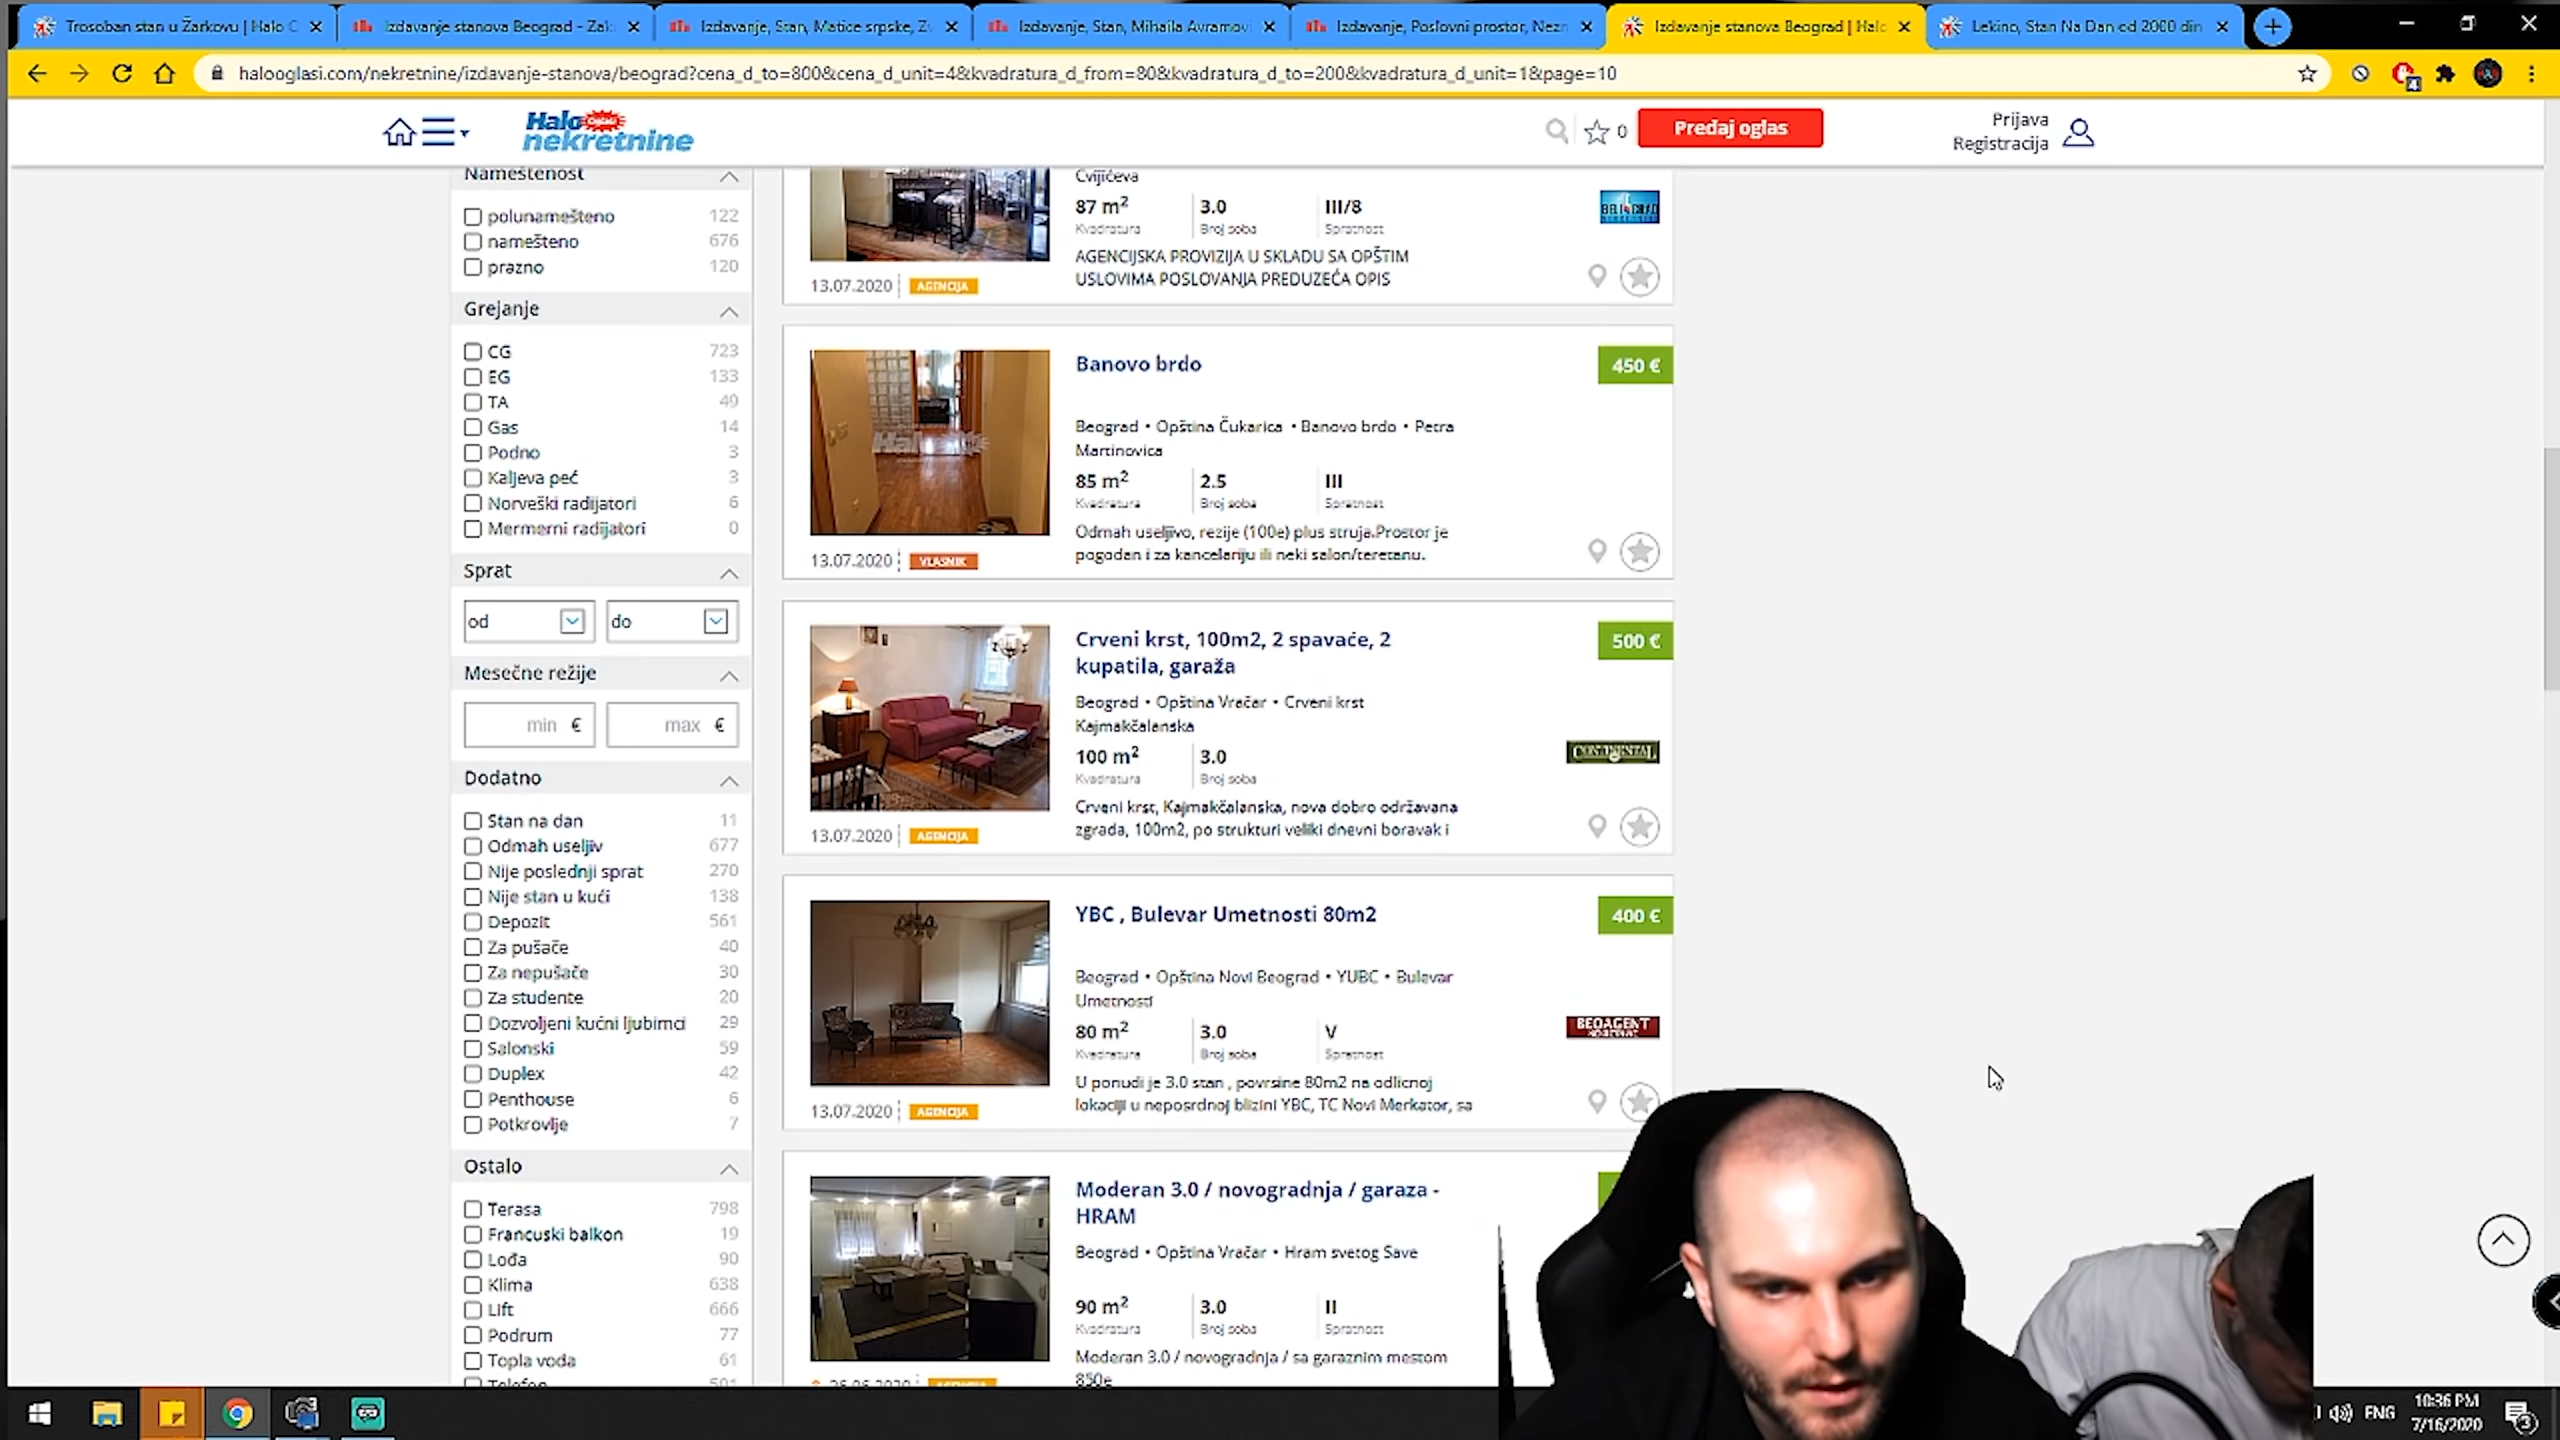 Trosoban stan u Žarkovu | Halo O
Izdavanje stanova Beograd - Zak
Izdavanje, Stan, Matice srpske, Zv
Izdavanje, Stan, Mihaila Avramovi
Izdavanje, Poslovni prostor, Nezn
Izdavanje stanova Beograd | Halo
Lekino, Stan Na Dan od 2000 din
halooglasi.com/nekretnine/izdavanje-stanova/beograd?cena_d_to=800&cena_d_unit=4&kvadratura_d_from=80&kvadratura_d_to=200&kvadratura_d_unit=1&page=10
4
Halo oglasi
nekretnine
0
Predaj oglas
Prijava
Registracija
Nameštenost
polunamešteno 122
namešteno 676
prazno 120
Grejanje
CG 723
EG 133
TA 49
Gas 14
Podno 3
Kaljeva peć 3
Norveški radijatori 6
Mermerni radijatori 0
Sprat
od do
Mesečne režije
min € max €
Dodatno
Stan na dan 11
Odmah useljiv 677
Nije poslednji sprat 270
Nije stan u kući 138
Depozit 561
Za pušače 40
Za nepušače 30
Za studente 20
Dozvoljeni kućni ljubimci 29
Salonski 59
Duplex 42
Penthouse 6
Potkrovlje 7
Ostalo
Terasa 798
Francuski balkon 19
Lođa 90
Klima 638
Lift 666
Podrum 77
Topla voda 61
Telefon 591
Cvijićeva
87 m² 3.0 III/8
Kvadratura Broj soba Spratnost
AGENCIJSKA PROVIZIJA U SKLADU SA OPŠTIM
USLOVIMA POSLOVANJA PREDUZEĆA OPIS
13.07.2020 AGENCIJA
Banovo brdo
450 €
Beograd • Opština Čukarica • Banovo brdo • Petra
Martinovica
85 m² 2.5 III
Kvadratura Broj soba Spratnost
Odmah useljivo, rezije (100e) plus struja.Prostor je
pogodan i za kancelariju ili neki salon/teretanu.
13.07.2020 VLASNIK
Crveni krst, 100m2, 2 spavaće, 2
kupatila, garaža
500 €
Beograd • Opština Vračar • Crveni krst
Kajmakčalanska
100 m² 3.0
Kvadratura Broj soba
CONTINENTAL
Crveni krst, Kajmakčalanska, nova dobro održavana
zgrada, 100m2, po strukturi veliki dnevni boravak i
13.07.2020 AGENCIJA
YBC , Bulevar Umetnosti 80m2
400 €
Beograd • Opština Novi Beograd • YUBC • Bulevar
Umetnosti
80 m² 3.0 V
Kvadratura Broj soba Spratnost
BEOAGENT
U ponudi je 3.0 stan , povrsine 80m2 na odlicnoj
lokaciji u neposrdnoj blizini YBC, TC Novi Merkator, sa
13.07.2020 AGENCIJA
Moderan 3.0 / novogradnja / garaza -
HRAM
Beograd • Opština Vračar • Hram svetog Save
90 m² 3.0 II
Kvadratura Broj soba Spratnost
Moderan 3.0 / novogradnja / sa garaznim mestom
850e
26.06.2020 AGENCIJA
ENG
10:36 PM
7/16/2020
3